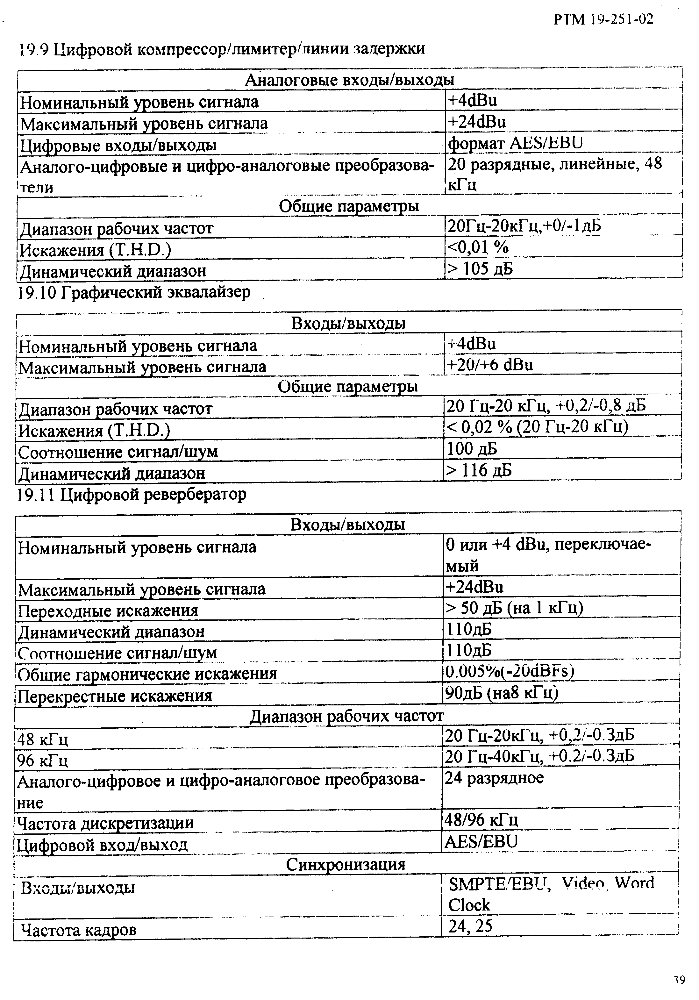 РТМ 19-251-02
19.9 Цифровой компрессор/лимитер/линии задержки
Аналоговые входы/выходы
Номинальный уровень сигнала +4dBu
Максимальный уровень сигнала +24dBu
Цифровые входы/выходы формат AES/EBU
Аналого-цифровые и цифро-аналоговые преобразова- 20 разрядные, линейные, 48
тели кГц
Общие параметры
Диапазон рабочих частот 20Гц-20кГц,+0/-1дБ
Искажения (T.H.D.) <0,01 %
Динамический диапазон > 105 дБ
19.10 Графический эквалайзер
Входы/выходы
Номинальный уровень сигнала +4dBu
Максимальный уровень сигнала +20/+6 dBu
Общие параметры
Диапазон рабочих частот 20 Гц-20 кГц, +0,2/-0,8 дБ
Искажения (T.H.D.) < 0,02 % (20 Гц-20 кГц)
Соотношение сигнал/шум 100 дБ
Динамический диапазон > 116 дБ
19.11 Цифровой ревербератор
Входы/выходы
Номинальный уровень сигнала 0 или +4 dBu, переключае-
мый
Максимальный уровень сигнала +24dBu
Переходные искажения > 50 дБ (на 1 кГц)
Динамический диапазон 110дБ
Соотношение сигнал/шум 110дБ
Общие гармонические искажения 0.005%(-20dBFs)
Перекрестные искажения 90дБ (на8 кГц)
Диапазон рабочих частот
48 кГц 20 Гц-20кГц, +0,2/-0.3дБ
96 кГц 20 Гц-40кГц, +0.2/-0.3дБ
Аналого-цифровое и цифро-аналоговое преобразова- 24 разрядное
ние
Частота дискретизации 48/96 кГц
Цифровой вход/выход AES/EBU
Синхронизация
Входы/выходы SMPTE/EBU, Video, Word
Clock
Частота кадров 24, 25
39